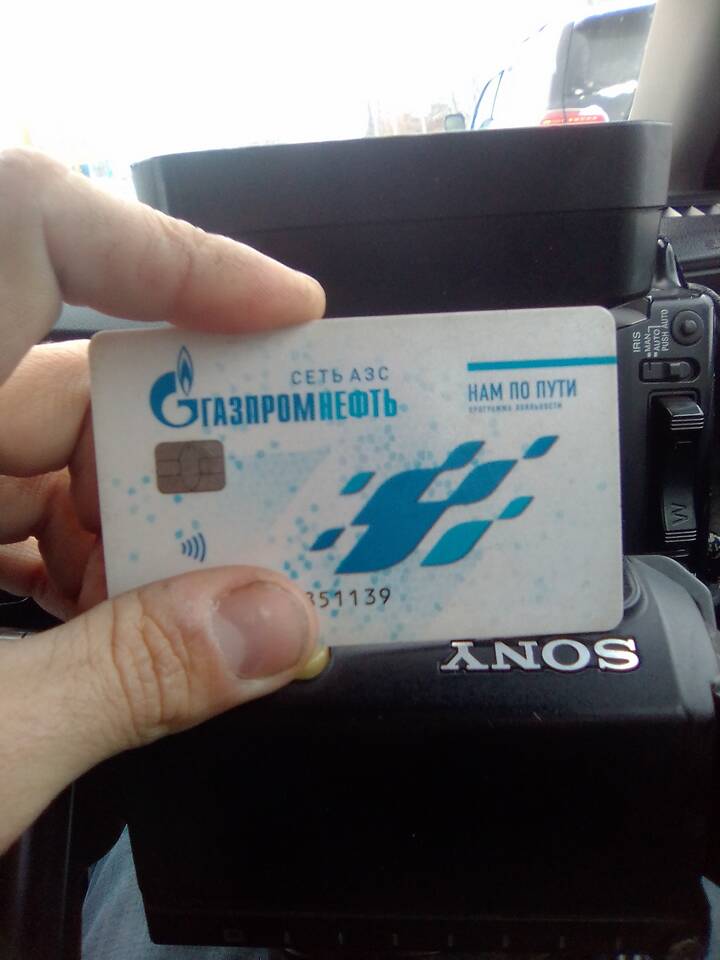 СЕТЬ АЗС
ГАЗПРОМНЕФТЬ
НАМ ПО ПУТИ
ПРОГРАММА ЛОЯЛЬНОСТИ
351139
SONY
IRIS
MAN
AUTO
PUSH AUTO
W